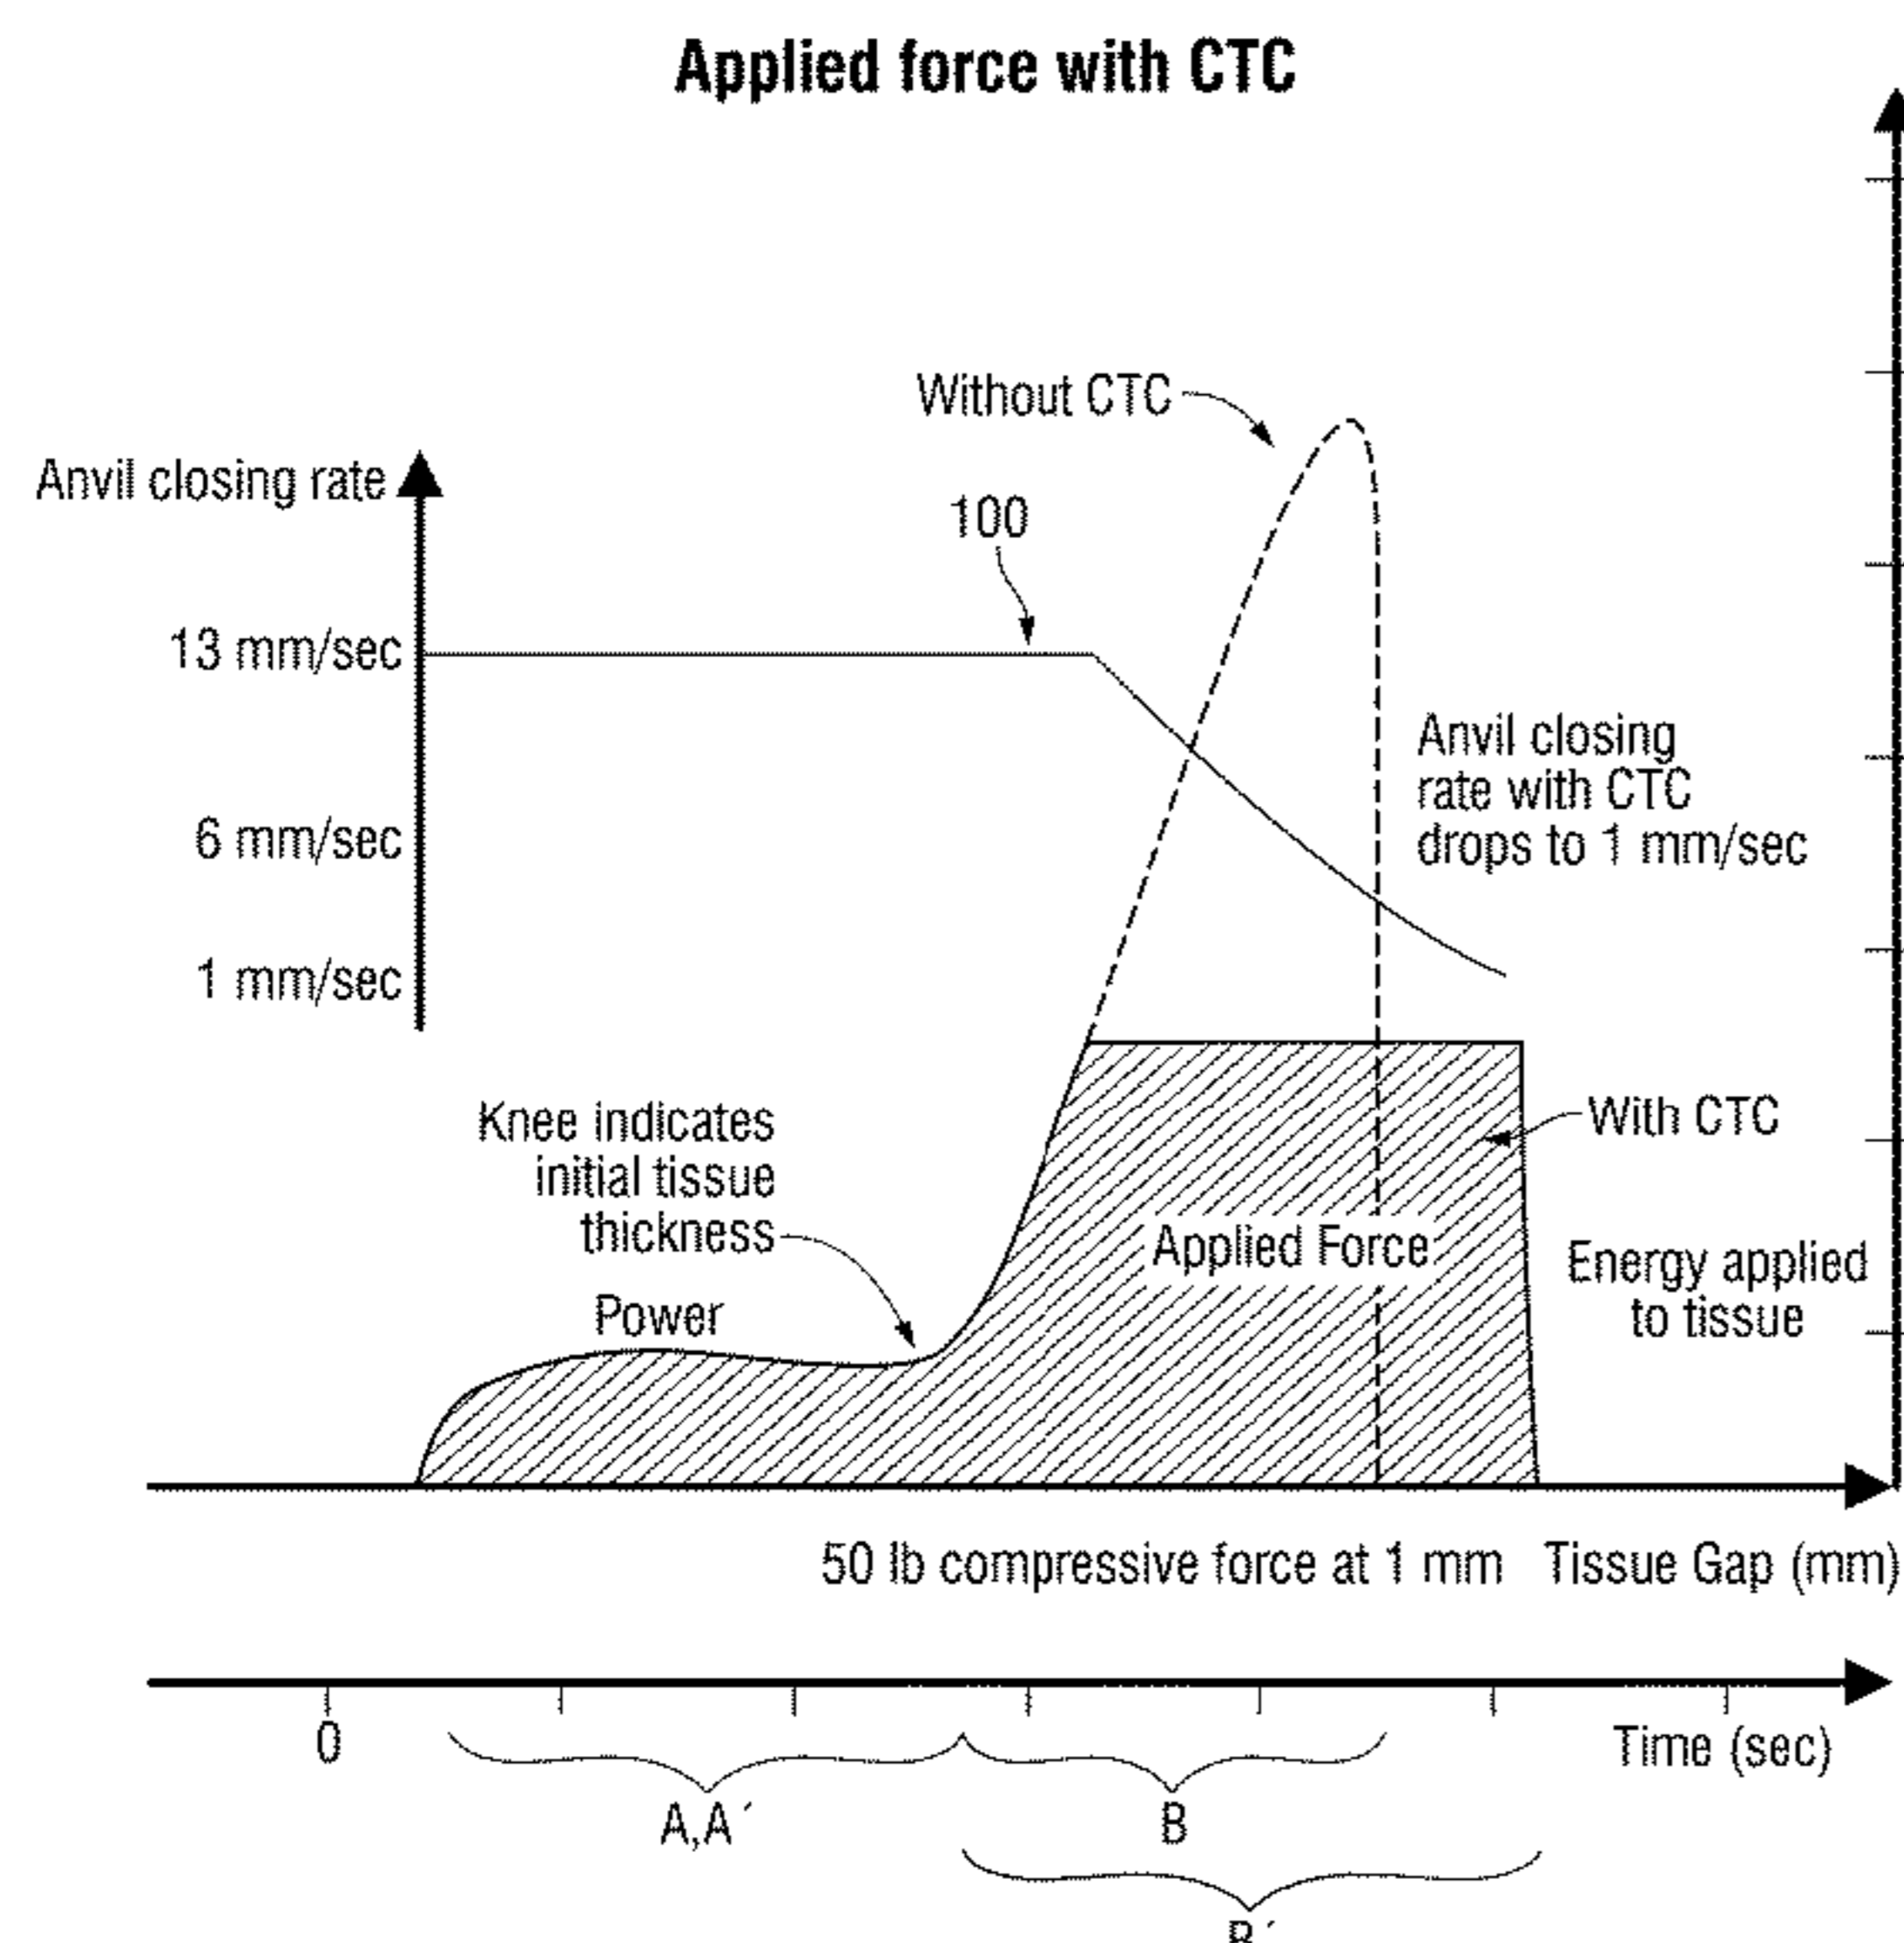 Applied force with CTC
Without CTC
Anvil closing rate
100
13 mm/sec
Anvil closing
rate with CTC
drops to 1 mm/sec
6 mm/sec
1 mm/sec
Knee indicates
initial tissue
thickness
With CTC
Applied Force
Energy applied
to tissue
Power
50 lb compressive force at 1 mm
Tissue Gap (mm)
0
Time (sec)
A,A´
B
B´